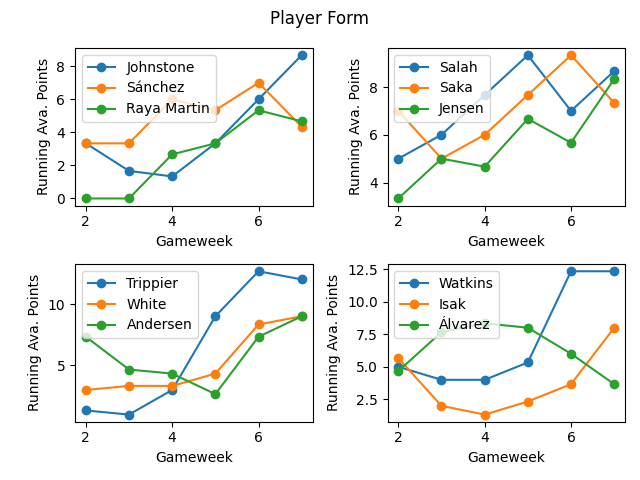 Player Form
Running Ava. Points
8
6
4
2
0
Johnstone
Sánchez
Raya Martin
2 4 6
Gameweek
Running Ava. Points
8
6
4
Salah
Saka
Jensen
2 4 6
Gameweek
Running Ava. Points
10
5
Trippier
White
Andersen
2 4 6
Gameweek
Running Ava. Points
12.5
10.0
7.5
5.0
2.5
Watkins
Isak
Álvarez
2 4 6
Gameweek